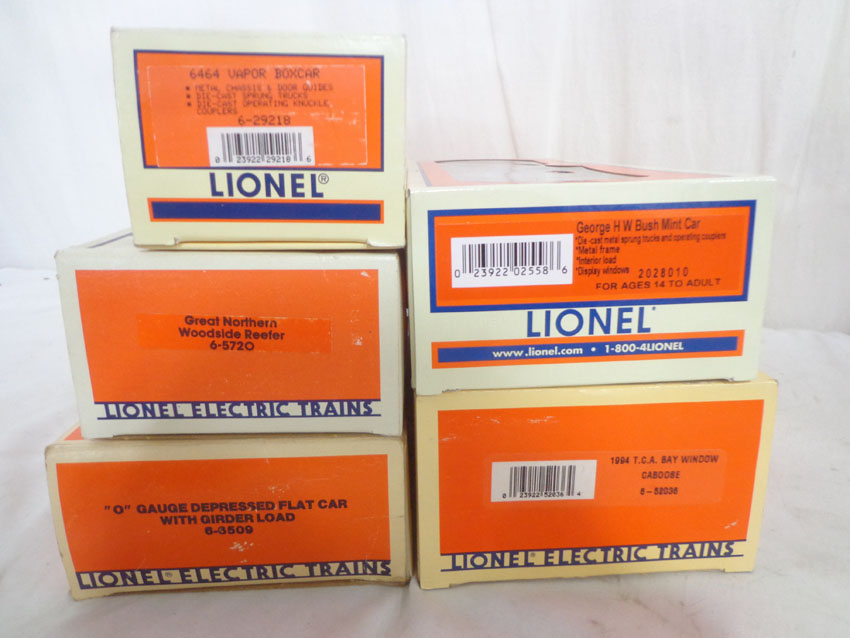 6464 VAPOR BOXCAR
* METAL CHASSIS & DOOR GUIDES
* DIE-CAST SPRUNG TRUCKS
* DIE-CAST OPERATING KNUCKLE
COUPLERS
6-29218
0 23922 29218 6
LIONEL®
George H W Bush Mint Car
*Die-cast metal sprung trucks and operating couplers
*Metal frame
*Interior load
*Display windows 2028010
FOR AGES 14 TO ADULT
0 23922 02558 6
LIONEL
www.lionel.com • 1-800-4LIONEL
Great Northern
Woodside Reefer
6-5720
LIONEL ELECTRIC TRAINS
"O" GAUGE DEPRESSED FLAT CAR
WITH GIRDER LOAD
6-3509
LIONEL® ELECTRIC TRAINS
1994 T.C.A. BAY WINDOW
CABOOSE
6-52036
0 23922 52036 4
LIONEL® ELECTRIC TRAINS